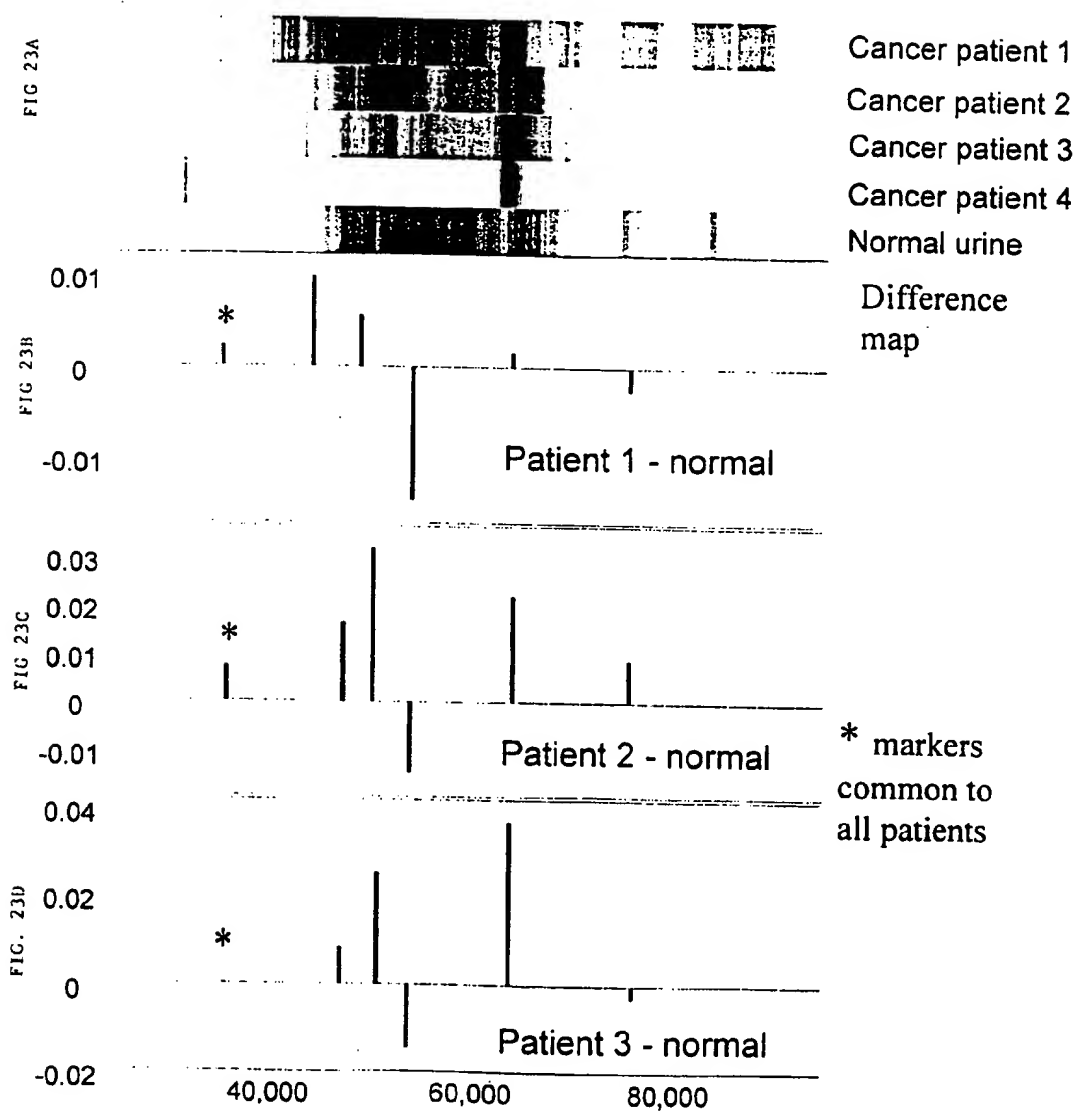 FIG 23A
Cancer patient 1
Cancer patient 2
Cancer patient 3
Cancer patient 4
Normal urine
Difference
map
FIG 23B
0.01
*
0
-0.01
Patient 1 - normal
FIG 23C
0.03
0.02
*
0.01
0
-0.01
Patient 2 - normal
* markers
common to
all patients
FIG. 23D
0.04
0.02
*
0
-0.02
Patient 3 - normal
40,000
60,000
80,000